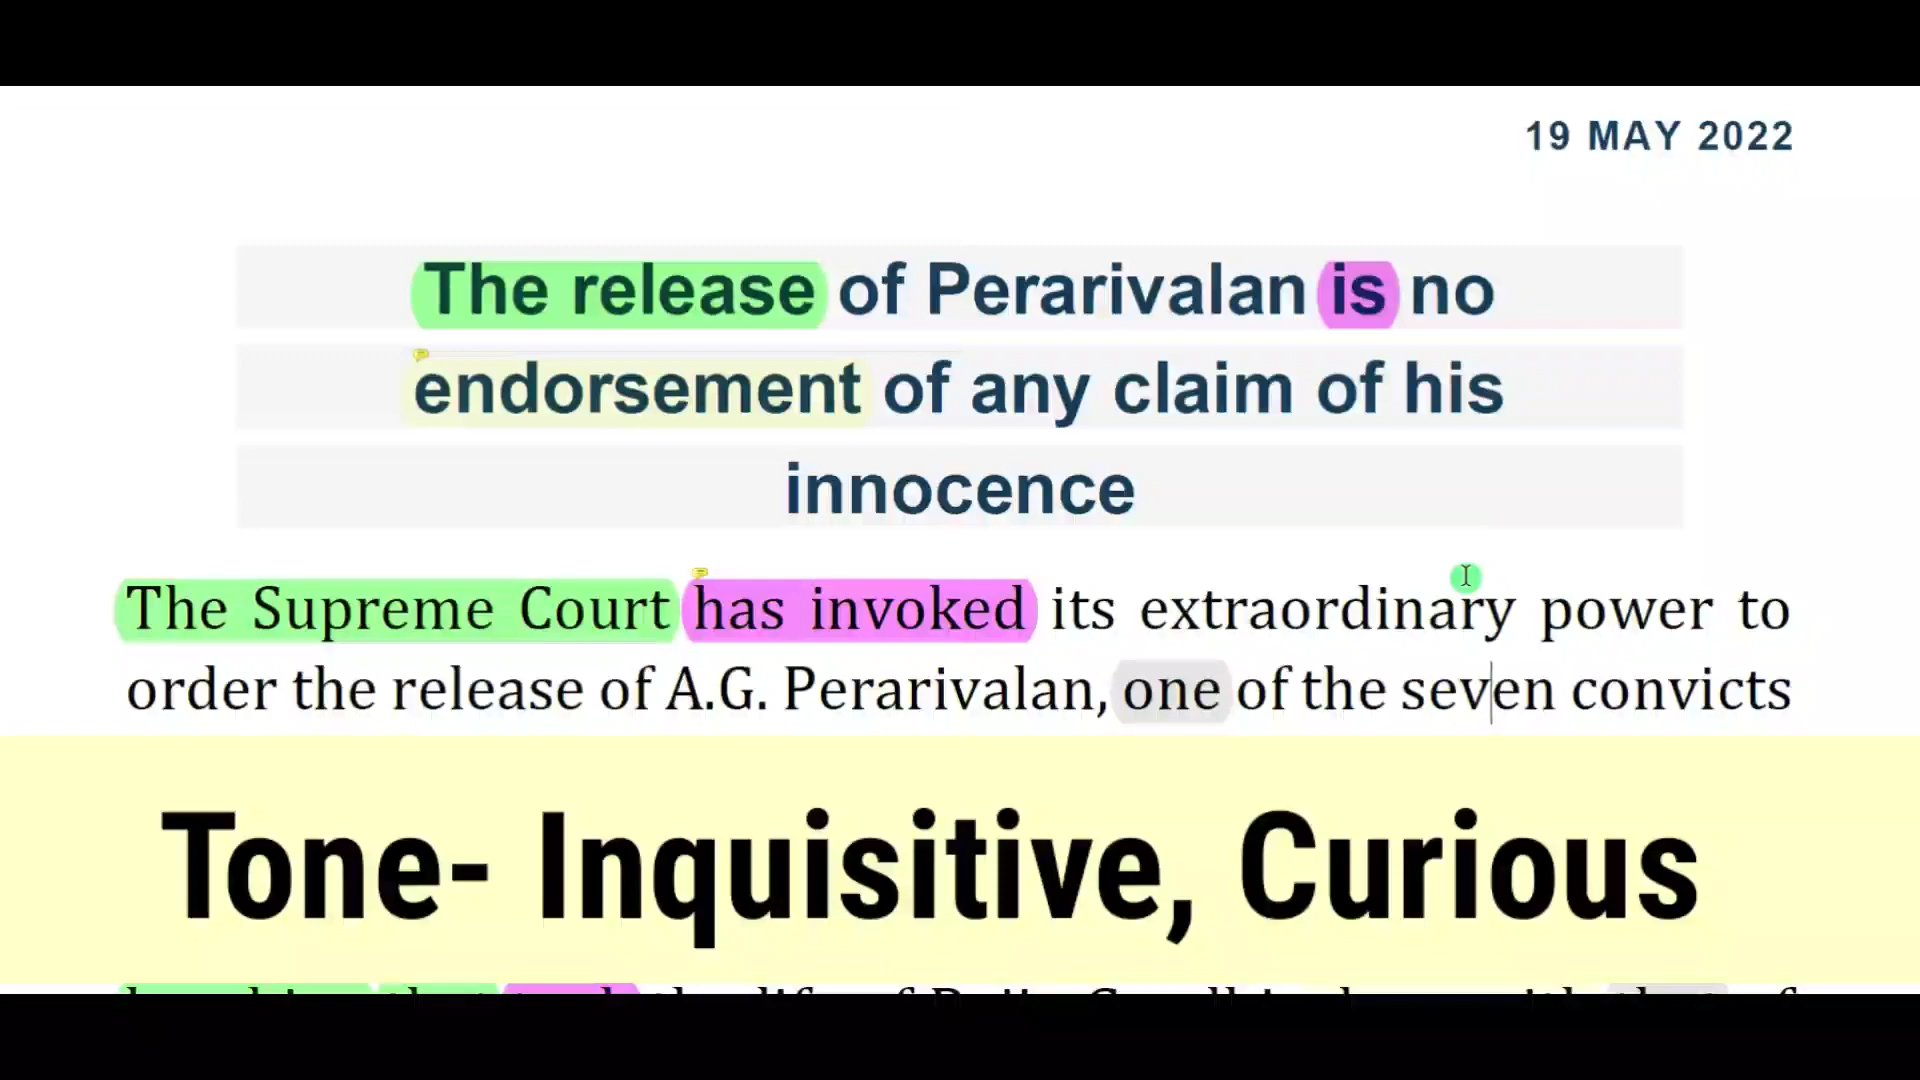 19 MAY 2022
The release of Perarivalan is no
endorsement of any claim of his
innocence
The Supreme Court has invoked its extraordinary power to
order the release of A.G. Perarivalan, one of the seven convicts
Tone- Inquisitive, Curious